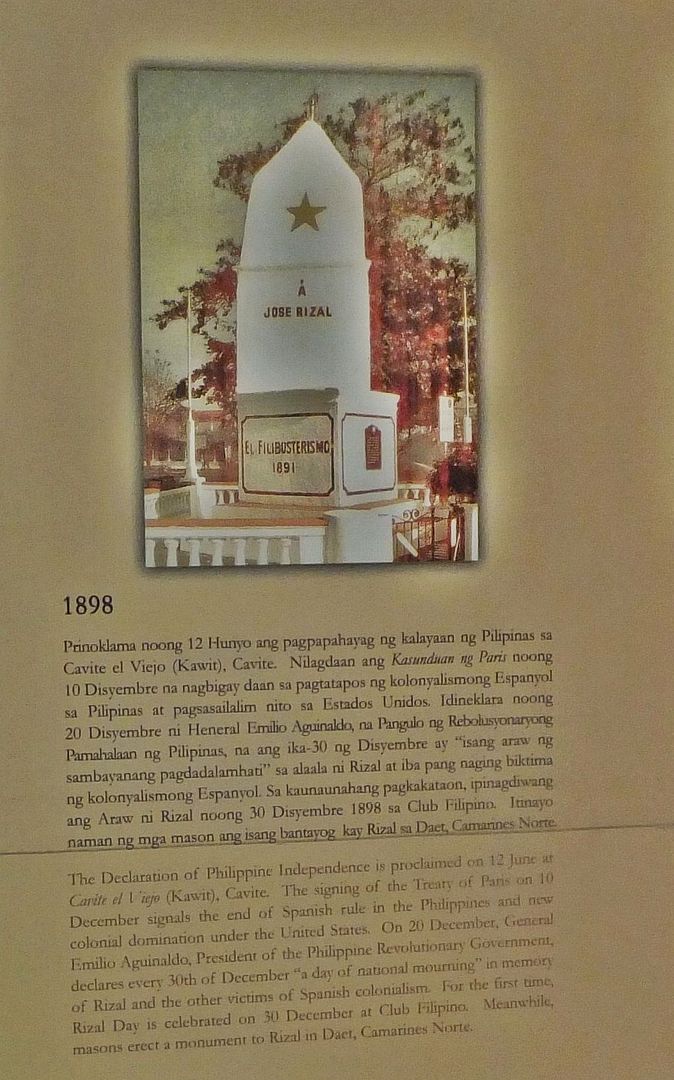 Á
JOSE RIZAL
EL FILIBUSTERISMO
1891
1898
Prinoklama noong 12 Hunyo ang pagpapahayag ng kalayaan ng Pilipinas sa
Cavite el Viejo (Kawit), Cavite. Nilagdaan ang Kasunduan ng Paris noong
10 Disyembre na nagbigay daan sa pagtatapos ng kolonyalismong Espanyol
sa Pilipinas at pagsasailalim nito sa Estados Unidos. Idineklara noong
20 Disyembre ni Heneral Emilio Aguinaldo, na Pangulo ng Rebolusyonaryong
Pamahalaan ng Pilipinas, na ang ika-30 ng Disyembre ay “isang araw ng
sambayanang pagdadalamhati” sa alaala ni Rizal at iba pang naging biktima
ng kolonyalismong Espanyol. Sa kaunaunahang pagkakataon, ipinagdiwang
ang Araw ni Rizal noong 30 Disyembre 1898 sa Club Filipino. Itinayo
naman ng mga mason ang isang bantayog kay Rizal sa Daet, Camarines Norte.
The Declaration of Philippine Independence is proclaimed on 12 June at
Cavite el Viejo (Kawit), Cavite. The signing of the Treaty of Paris on 10
December signals the end of Spanish rule in the Philippines and new
colonial domination under the United States. On 20 December, General
Emilio Aguinaldo, President of the Philippine Revolutionary Government,
declares every 30th of December “a day of national mourning” in memory
of Rizal and the other victims of Spanish colonialism. For the first time,
Rizal Day is celebrated on 30 December at Club Filipino. Meanwhile,
masons erect a monument to Rizal in Daet, Camarines Norte.